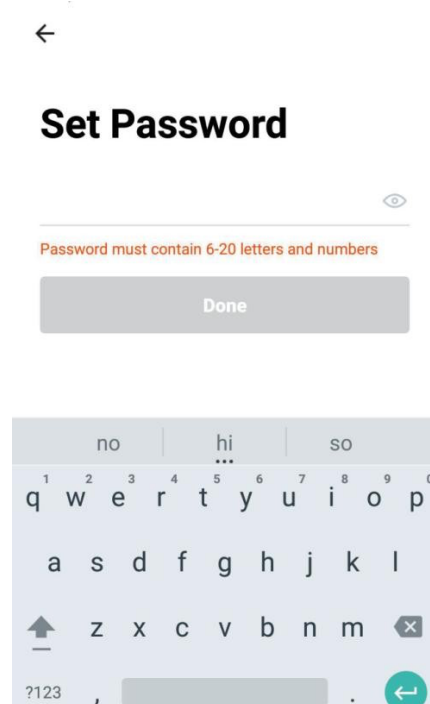 Set Password
Password must contain 6-20 letters and numbers
Done
no hi so
1 2 3 4 5 6 7 8 9 0
q w e r t y u i o p
a s d f g h j k l
z x c v b n m
?123 , .